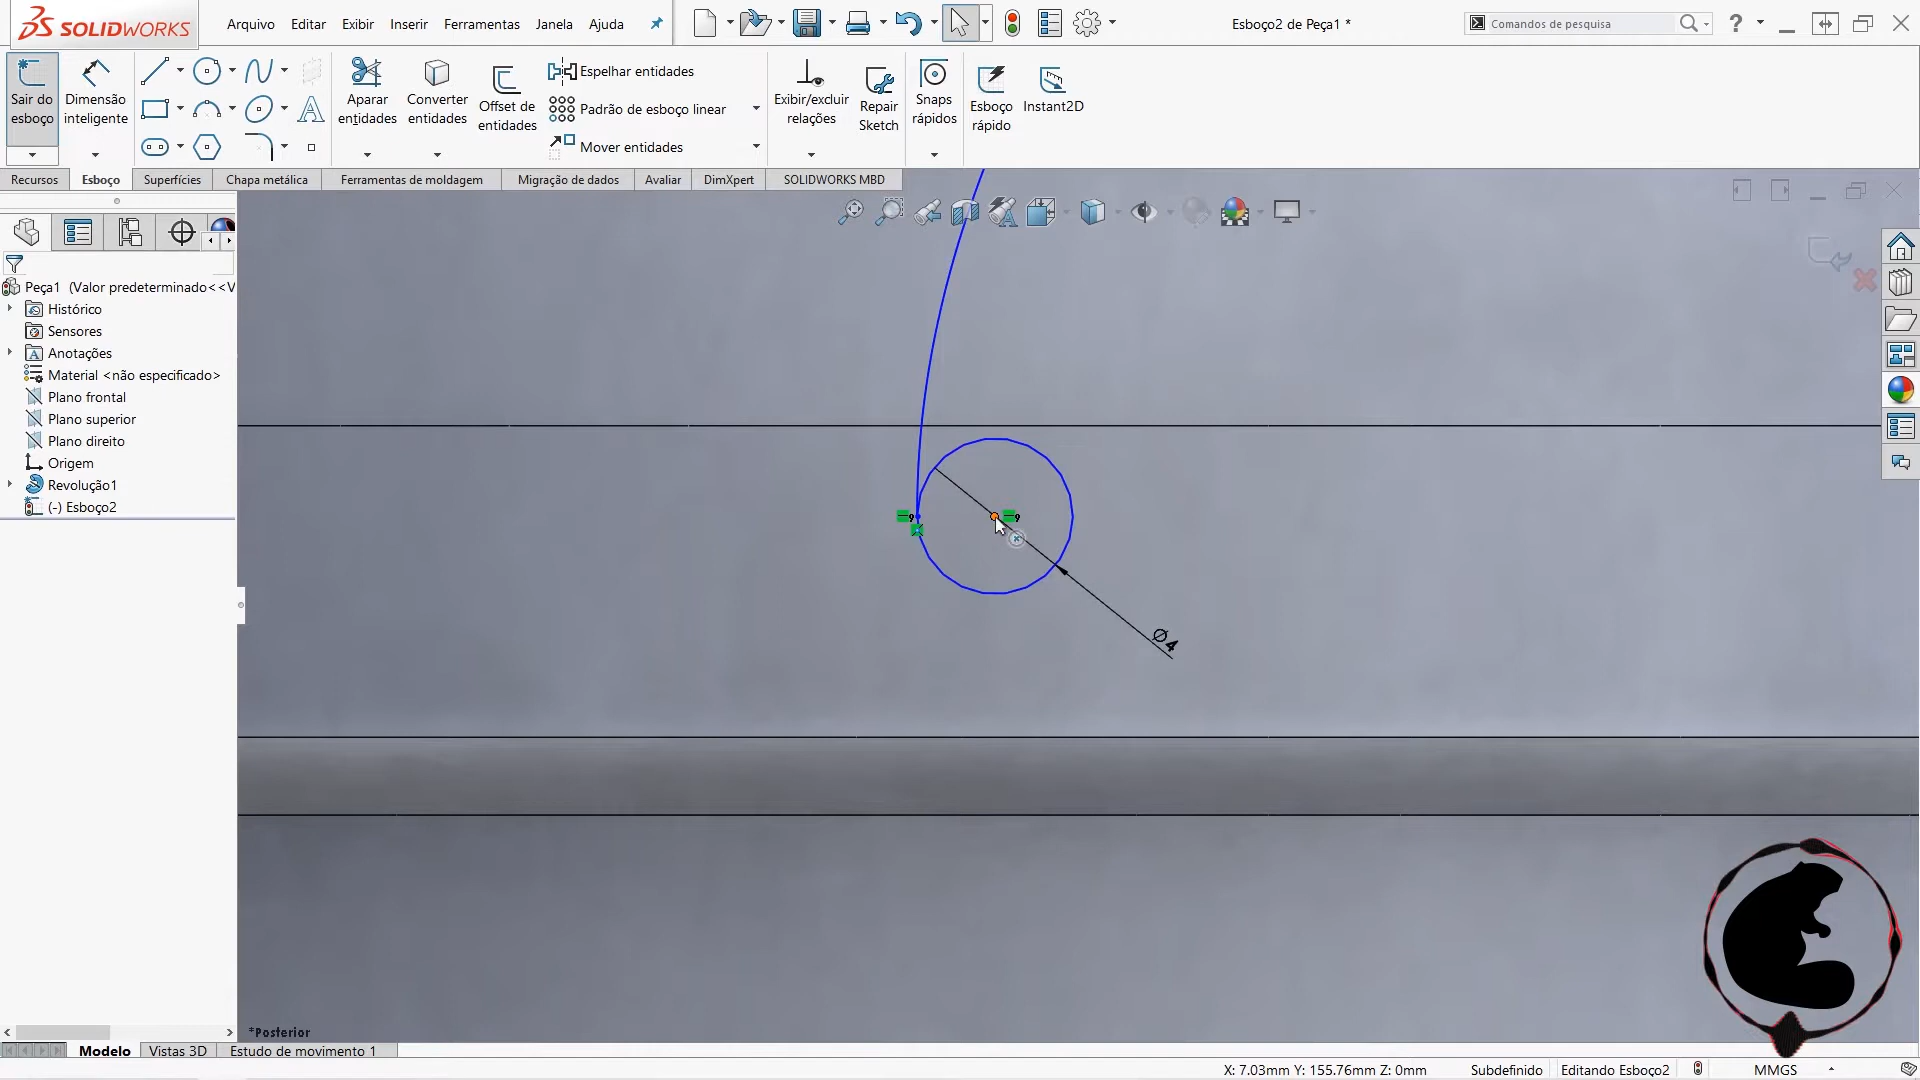 SOLIDWORKS
Arquivo Editar Exibir Inserir Ferramentas Janela Ajuda
Esboço2 de Peça1 *
Comandos de pesquisa
Sair do esboço
Dimensão inteligente
Aparar entidades
Converter entidades
Offset de entidades
Espelhar entidades
Padrão de esboço linear
Mover entidades
Exibir/excluir relações
Repair Sketch
Snaps rápidos
Esboço rápido
Instant2D
Recursos Esboço Superfícies Chapa metálica Ferramentas de moldagem Migração de dados Avaliar DimXpert SOLIDWORKS MBD
Peça1 (Valor predeterminado<<V
Histórico
Sensores
Anotações
Material <não especificado>
Plano frontal
Plano superior
Plano direito
Origem
Revolução1
(-) Esboço2
9
9
Ø4
*Posterior
Modelo Vistas 3D Estudo de movimento 1
X: 7.03mm Y: 155.76mm Z: 0mm Subdefinido Editando Esboço2 MMGS